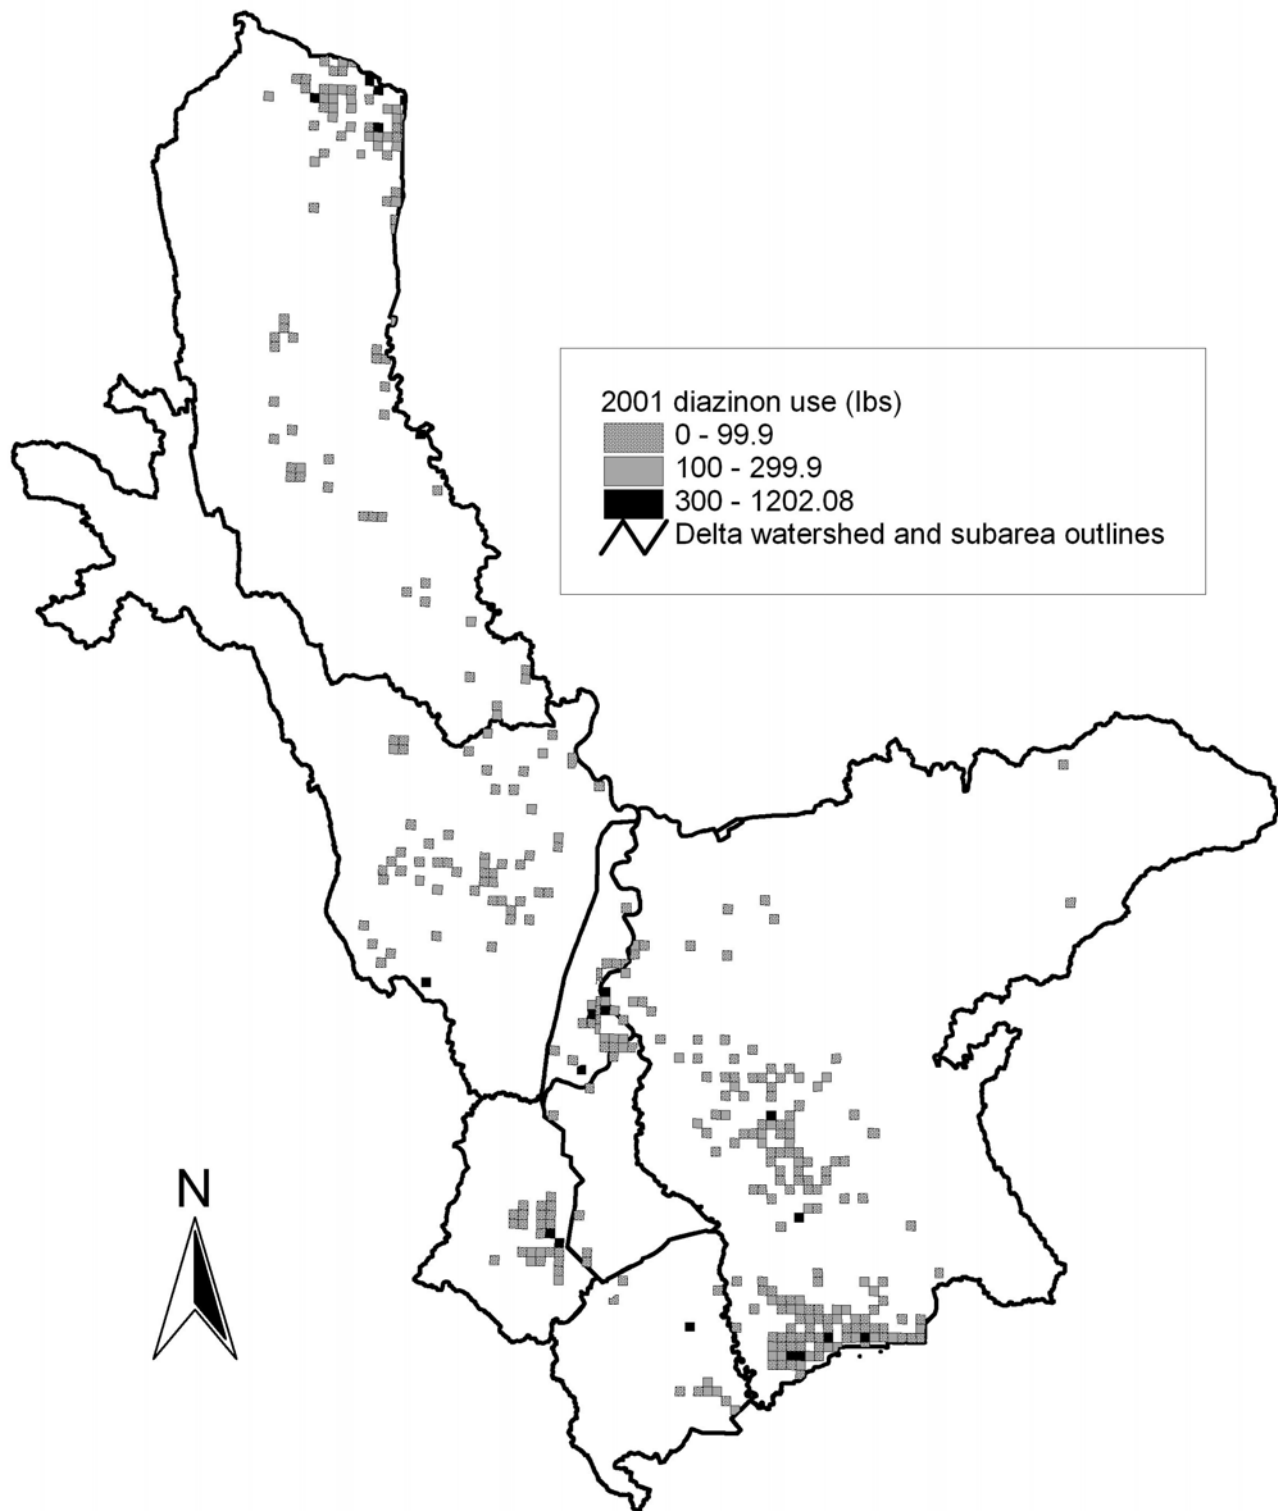 2001 diazinon use (lbs)
0 - 99.9
100 - 299.9
300 - 1202.08
Delta watershed and subarea outlines
N